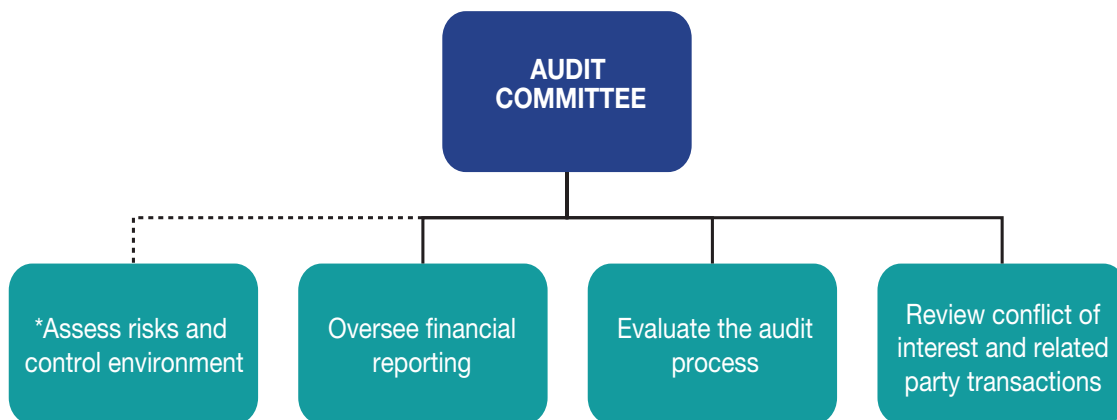 AUDIT
COMMITTEE
*Assess risks and
control environment
Oversee financial
reporting
Evaluate the audit
process
Review conflict of
interest and related
party transactions